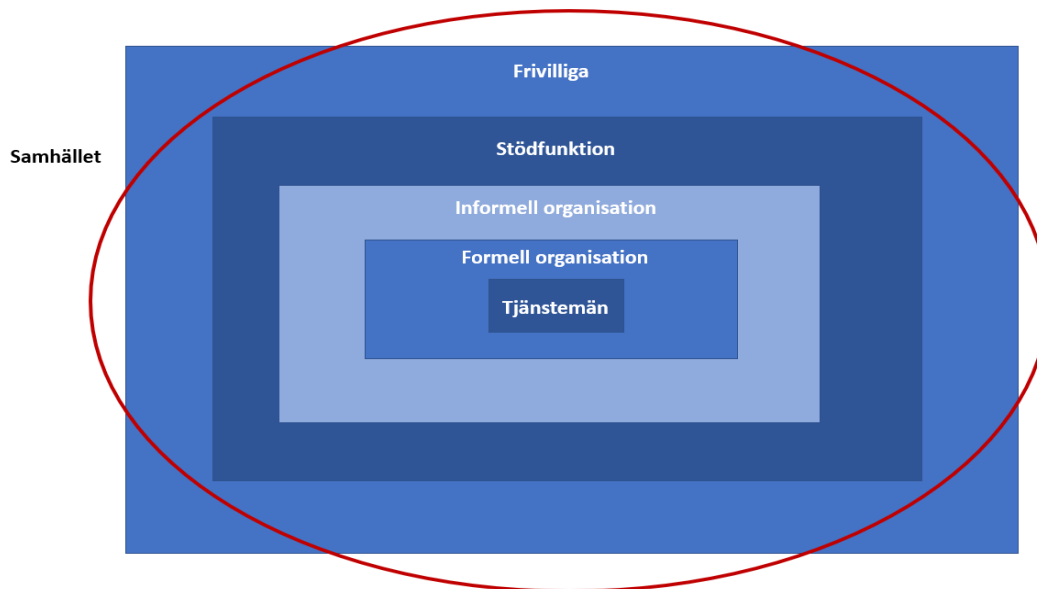 Frivilliga
Stödfunktion
Samhället
Informell organisation
Formell organisation
Tjänstemän